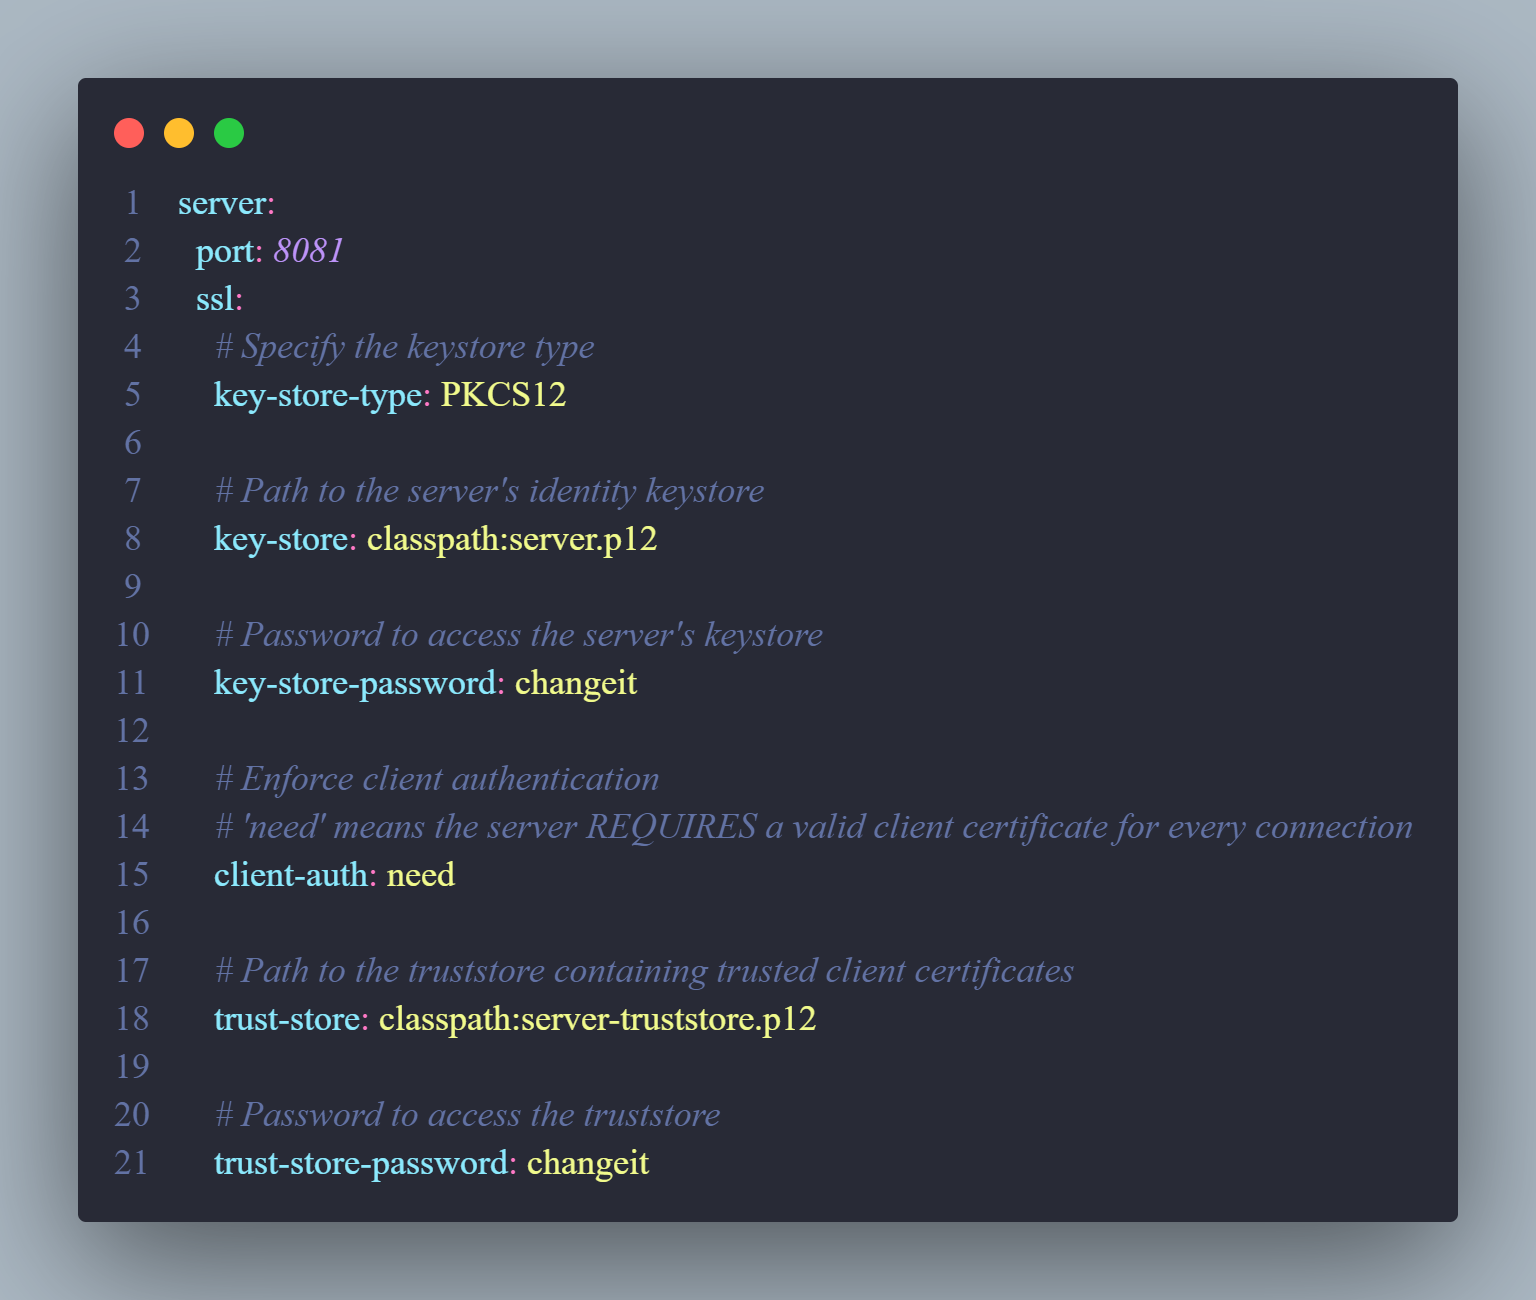 1 server:
2   port: 8081
3   ssl:
4     # Specify the keystore type
5     key-store-type: PKCS12
6
7     # Path to the server's identity keystore
8     key-store: classpath:server.p12
9
10     # Password to access the server's keystore
11     key-store-password: changeit
12
13     # Enforce client authentication
14     # 'need' means the server REQUIRES a valid client certificate for every connection
15     client-auth: need
16
17     # Path to the truststore containing trusted client certificates
18     trust-store: classpath:server-truststore.p12
19
20     # Password to access the truststore
21     trust-store-password: changeit